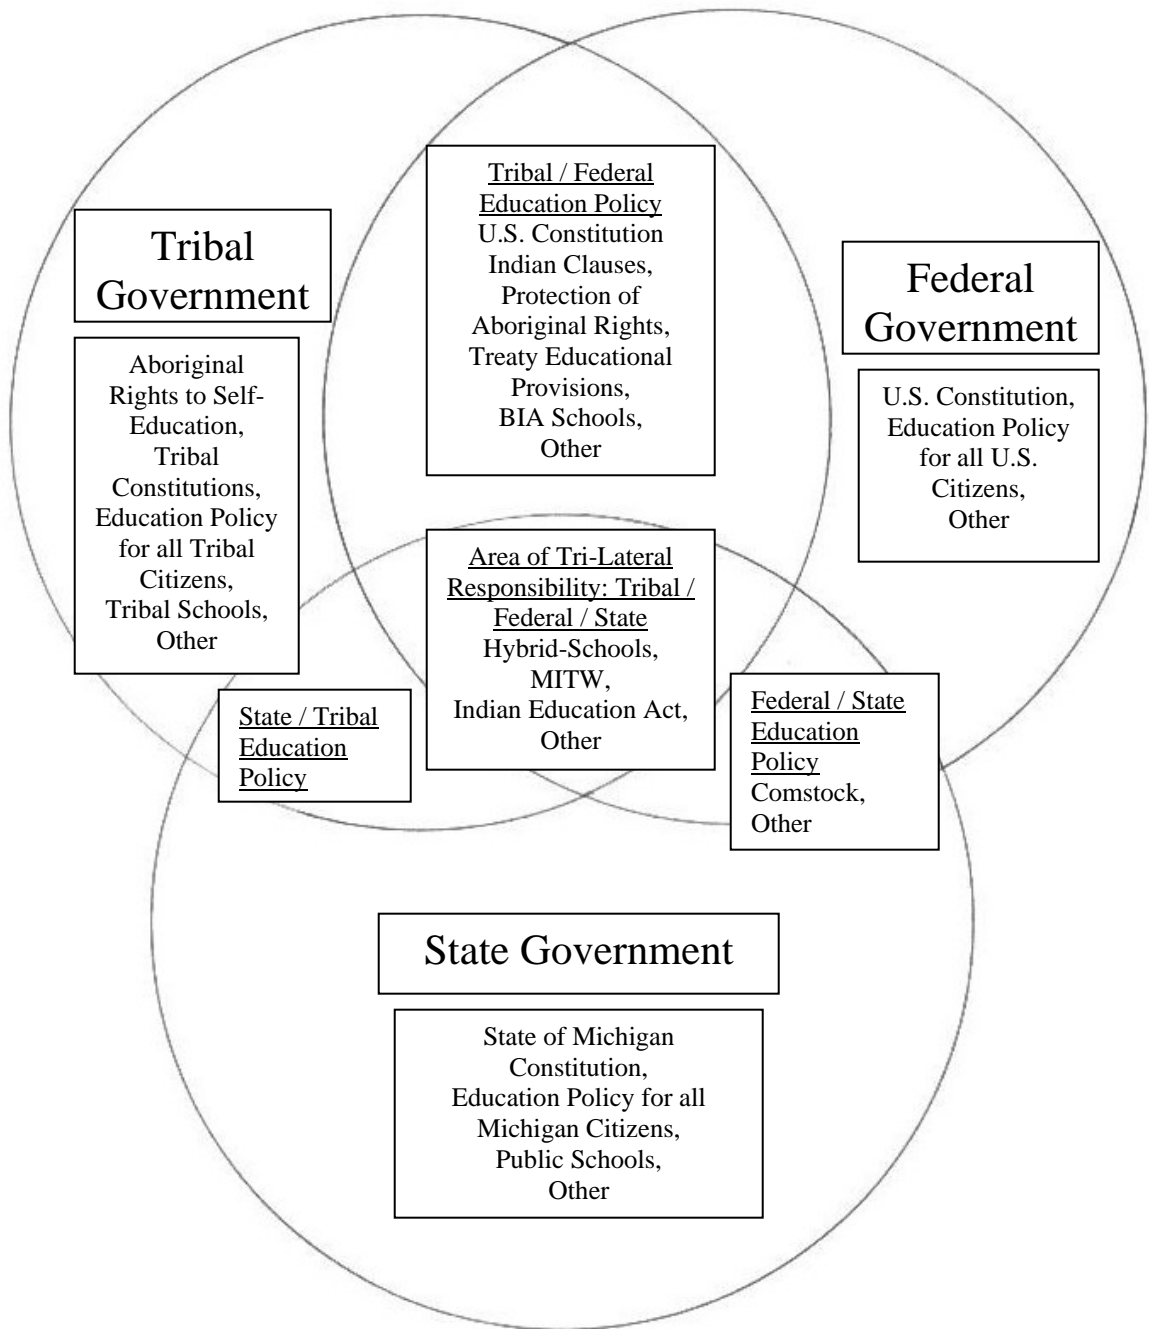 Tribal / Federal
Education Policy
U.S. Constitution
Indian Clauses,
Protection of
Aboriginal Rights,
Treaty Educational
Provisions,
BIA Schools,
Other
Tribal
Government
Aboriginal
Rights to Self-
Education,
Tribal
Constitutions,
Education Policy
for all Tribal
Citizens,
Tribal Schools,
Other
Federal
Government
U.S. Constitution,
Education Policy
for all U.S.
Citizens,
Other
Area of Tri-Lateral
Responsibility: Tribal /
Federal / State
Hybrid-Schools,
MITW,
Indian Education Act,
Other
State / Tribal
Education
Policy
Federal / State
Education
Policy
Comstock,
Other
State Government
State of Michigan
Constitution,
Education Policy for all
Michigan Citizens,
Public Schools,
Other